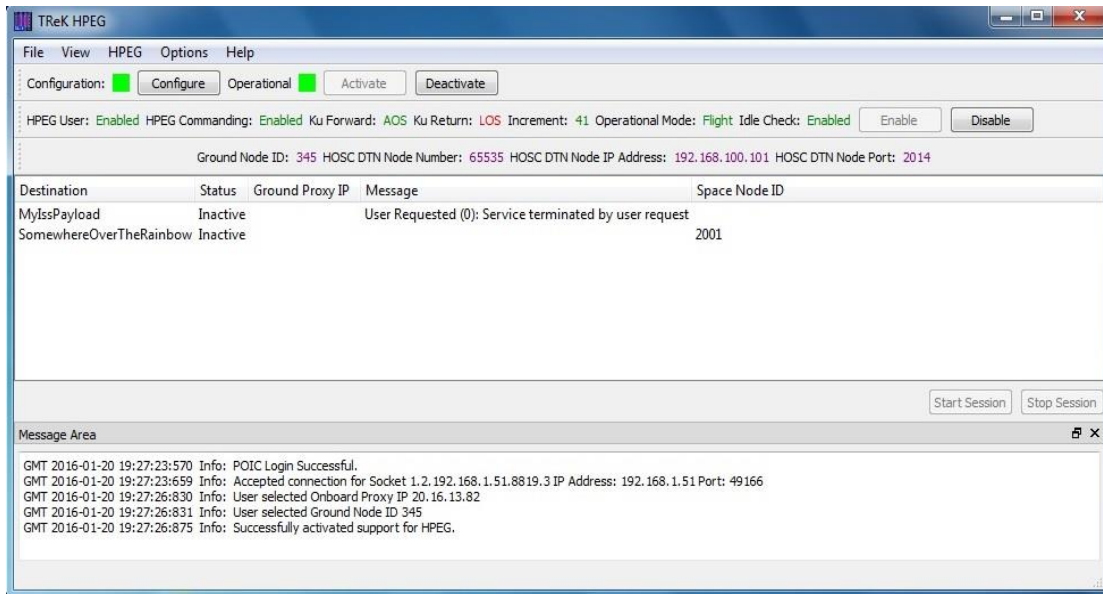 TReK HPEG
File View HPEG Options Help
Configuration: Configure Operational Activate Deactivate
HPEG User: Enabled HPEG Commanding: Enabled Ku Forward: AOS Ku Return: LOS Increment: 41 Operational Mode: Flight Idle Check: Enabled Enable Disable
Ground Node ID: 345 HOSC DTN Node Number: 65535 HOSC DTN Node IP Address: 192.168.100.101 HOSC DTN Node Port: 2014
Destination Status Ground Proxy IP Message Space Node ID
MyIssPayload Inactive User Requested (0): Service terminated by user request
SomewhereOverTheRainbow Inactive 2001
Start Session Stop Session
Message Area
GMT 2016-01-20 19:27:23:570 Info: POIC Login Successful.
GMT 2016-01-20 19:27:23:659 Info: Accepted connection for Socket 1.2.192.168.1.51.8819.3 IP Address: 192.168.1.51 Port: 49166
GMT 2016-01-20 19:27:26:830 Info: User selected Onboard Proxy IP 20.16.13.82
GMT 2016-01-20 19:27:26:831 Info: User selected Ground Node ID 345
GMT 2016-01-20 19:27:26:875 Info: Successfully activated support for HPEG.